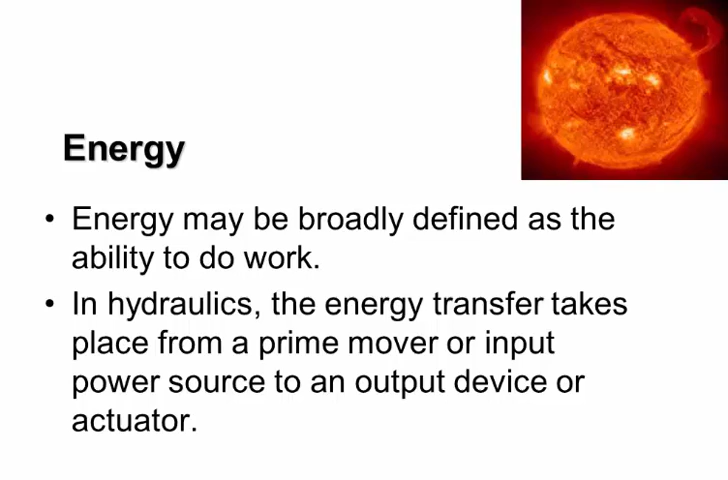 Energy
• Energy may be broadly defined as the
ability to do work.
• In hydraulics, the energy transfer takes
place from a prime mover or input
power source to an output device or
actuator.